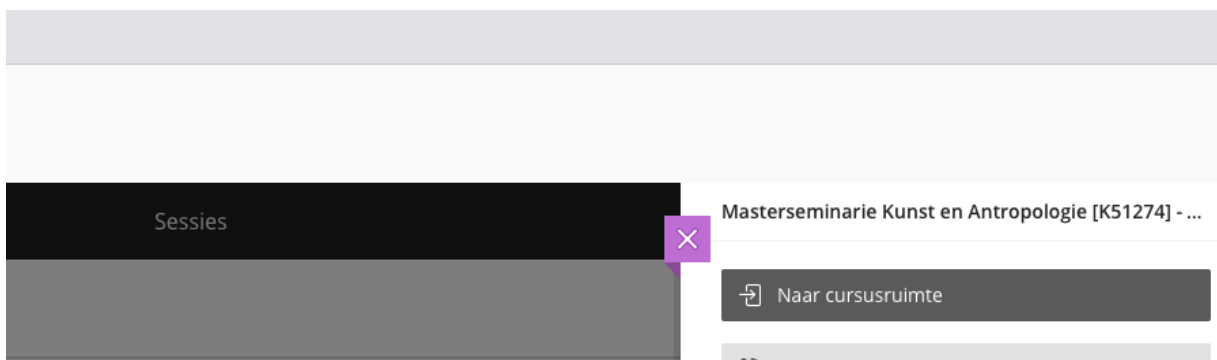 Sessies
Masterseminarie Kunst en Antropologie [K51274] - ...
Naar cursusruimte